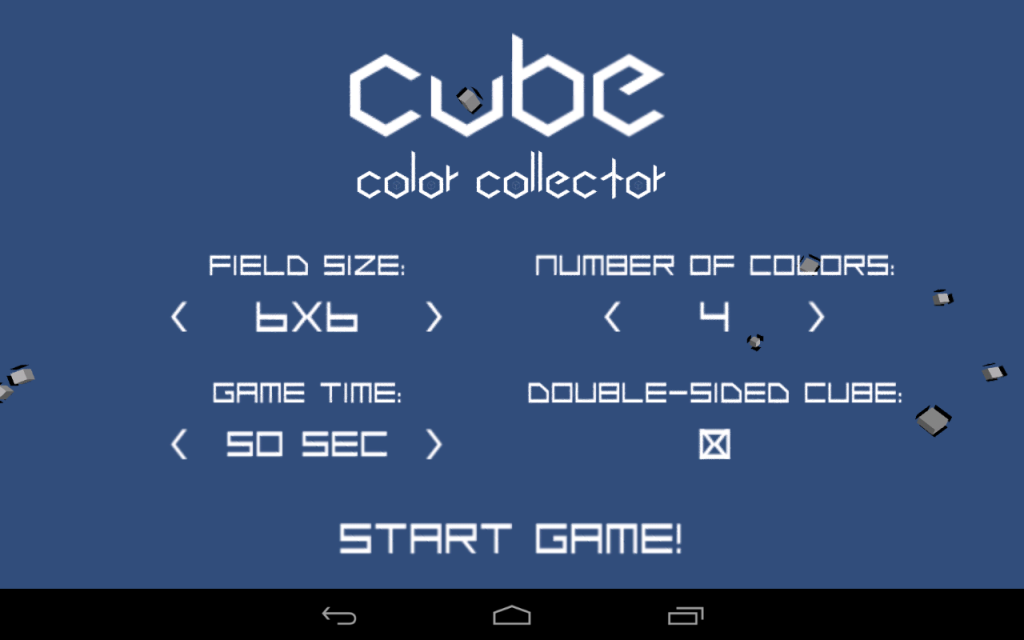 cube
color collector
FIELD SIZE:
< 6X6 >
NUMBER OF COLORS:
< 4 >
GAME TIME:
< 50 SEC >
DOUBLE-SIDED CUBE:
START GAME!